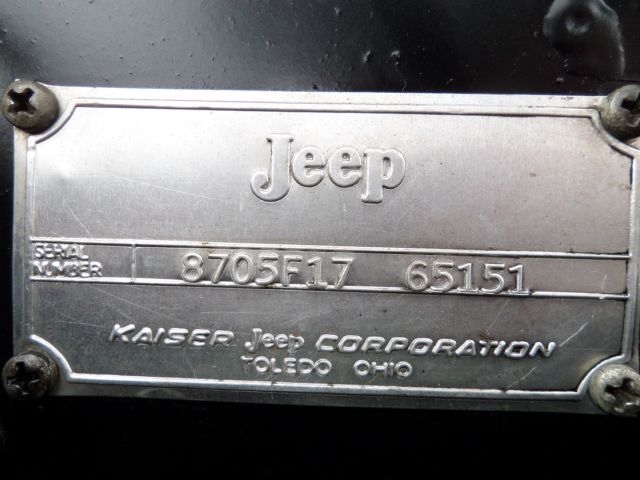 Jeep
SERIAL NUMBER 8705F17 65151
KAISER Jeep CORPORATION
TOLEDO OHIO